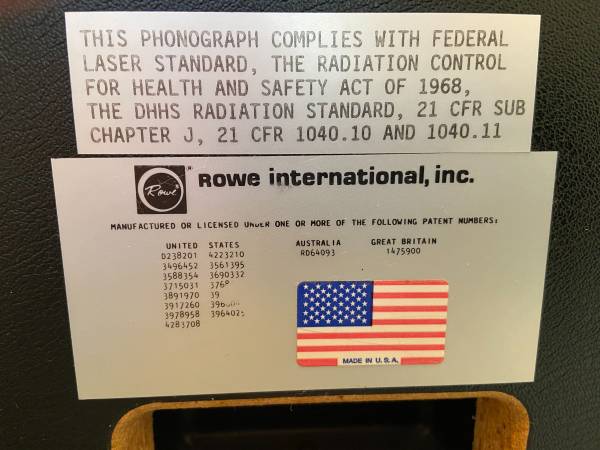 THIS PHONOGRAPH COMPLIES WITH FEDERAL
LASER STANDARD, THE RADIATION CONTROL
FOR HEALTH AND SAFETY ACT OF 1968,
THE DHHS RADIATION STANDARD, 21 CFR SUB
CHAPTER J, 21 CFR 1040.10 AND 1040.11
Rowe ® Rowe international, inc.
MANUFACTURED OR LICENSED UNDER ONE OR MORE OF THE FOLLOWING PATENT NUMBERS:
UNITED STATES AUSTRALIA GREAT BRITAIN
D238201 4223210 RD64093 1475900
3496452 3561395
3588354 3690332
3715031
3891970
3917260
3978958
4283708
MADE IN U.S.A.